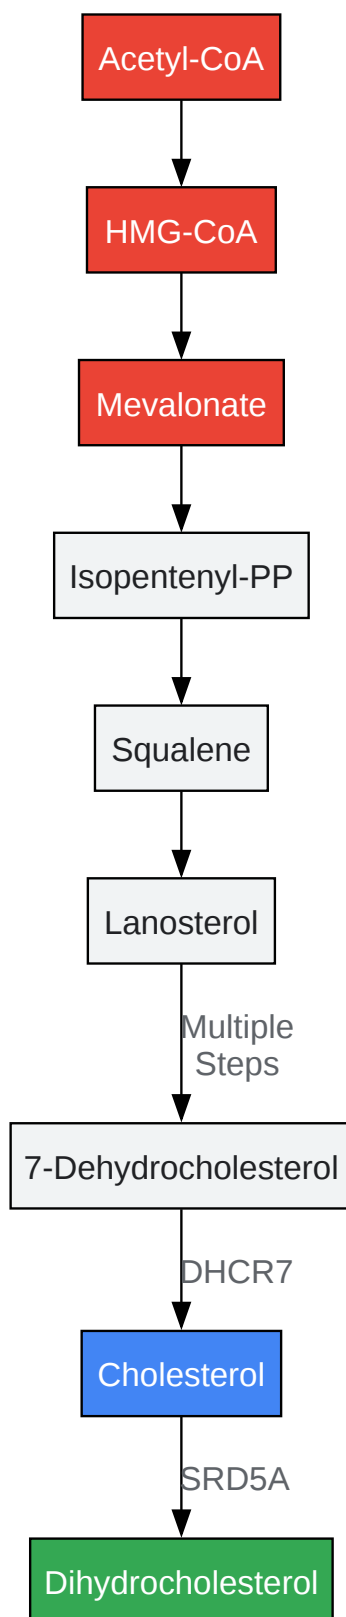 Acetyl-CoA
HMG-CoA
Mevalonate
Isopentenyl-PP
Squalene
Lanosterol
Multiple
Steps
7-Dehydrocholesterol
DHCR7
Cholesterol
SRD5A
Dihydrocholesterol